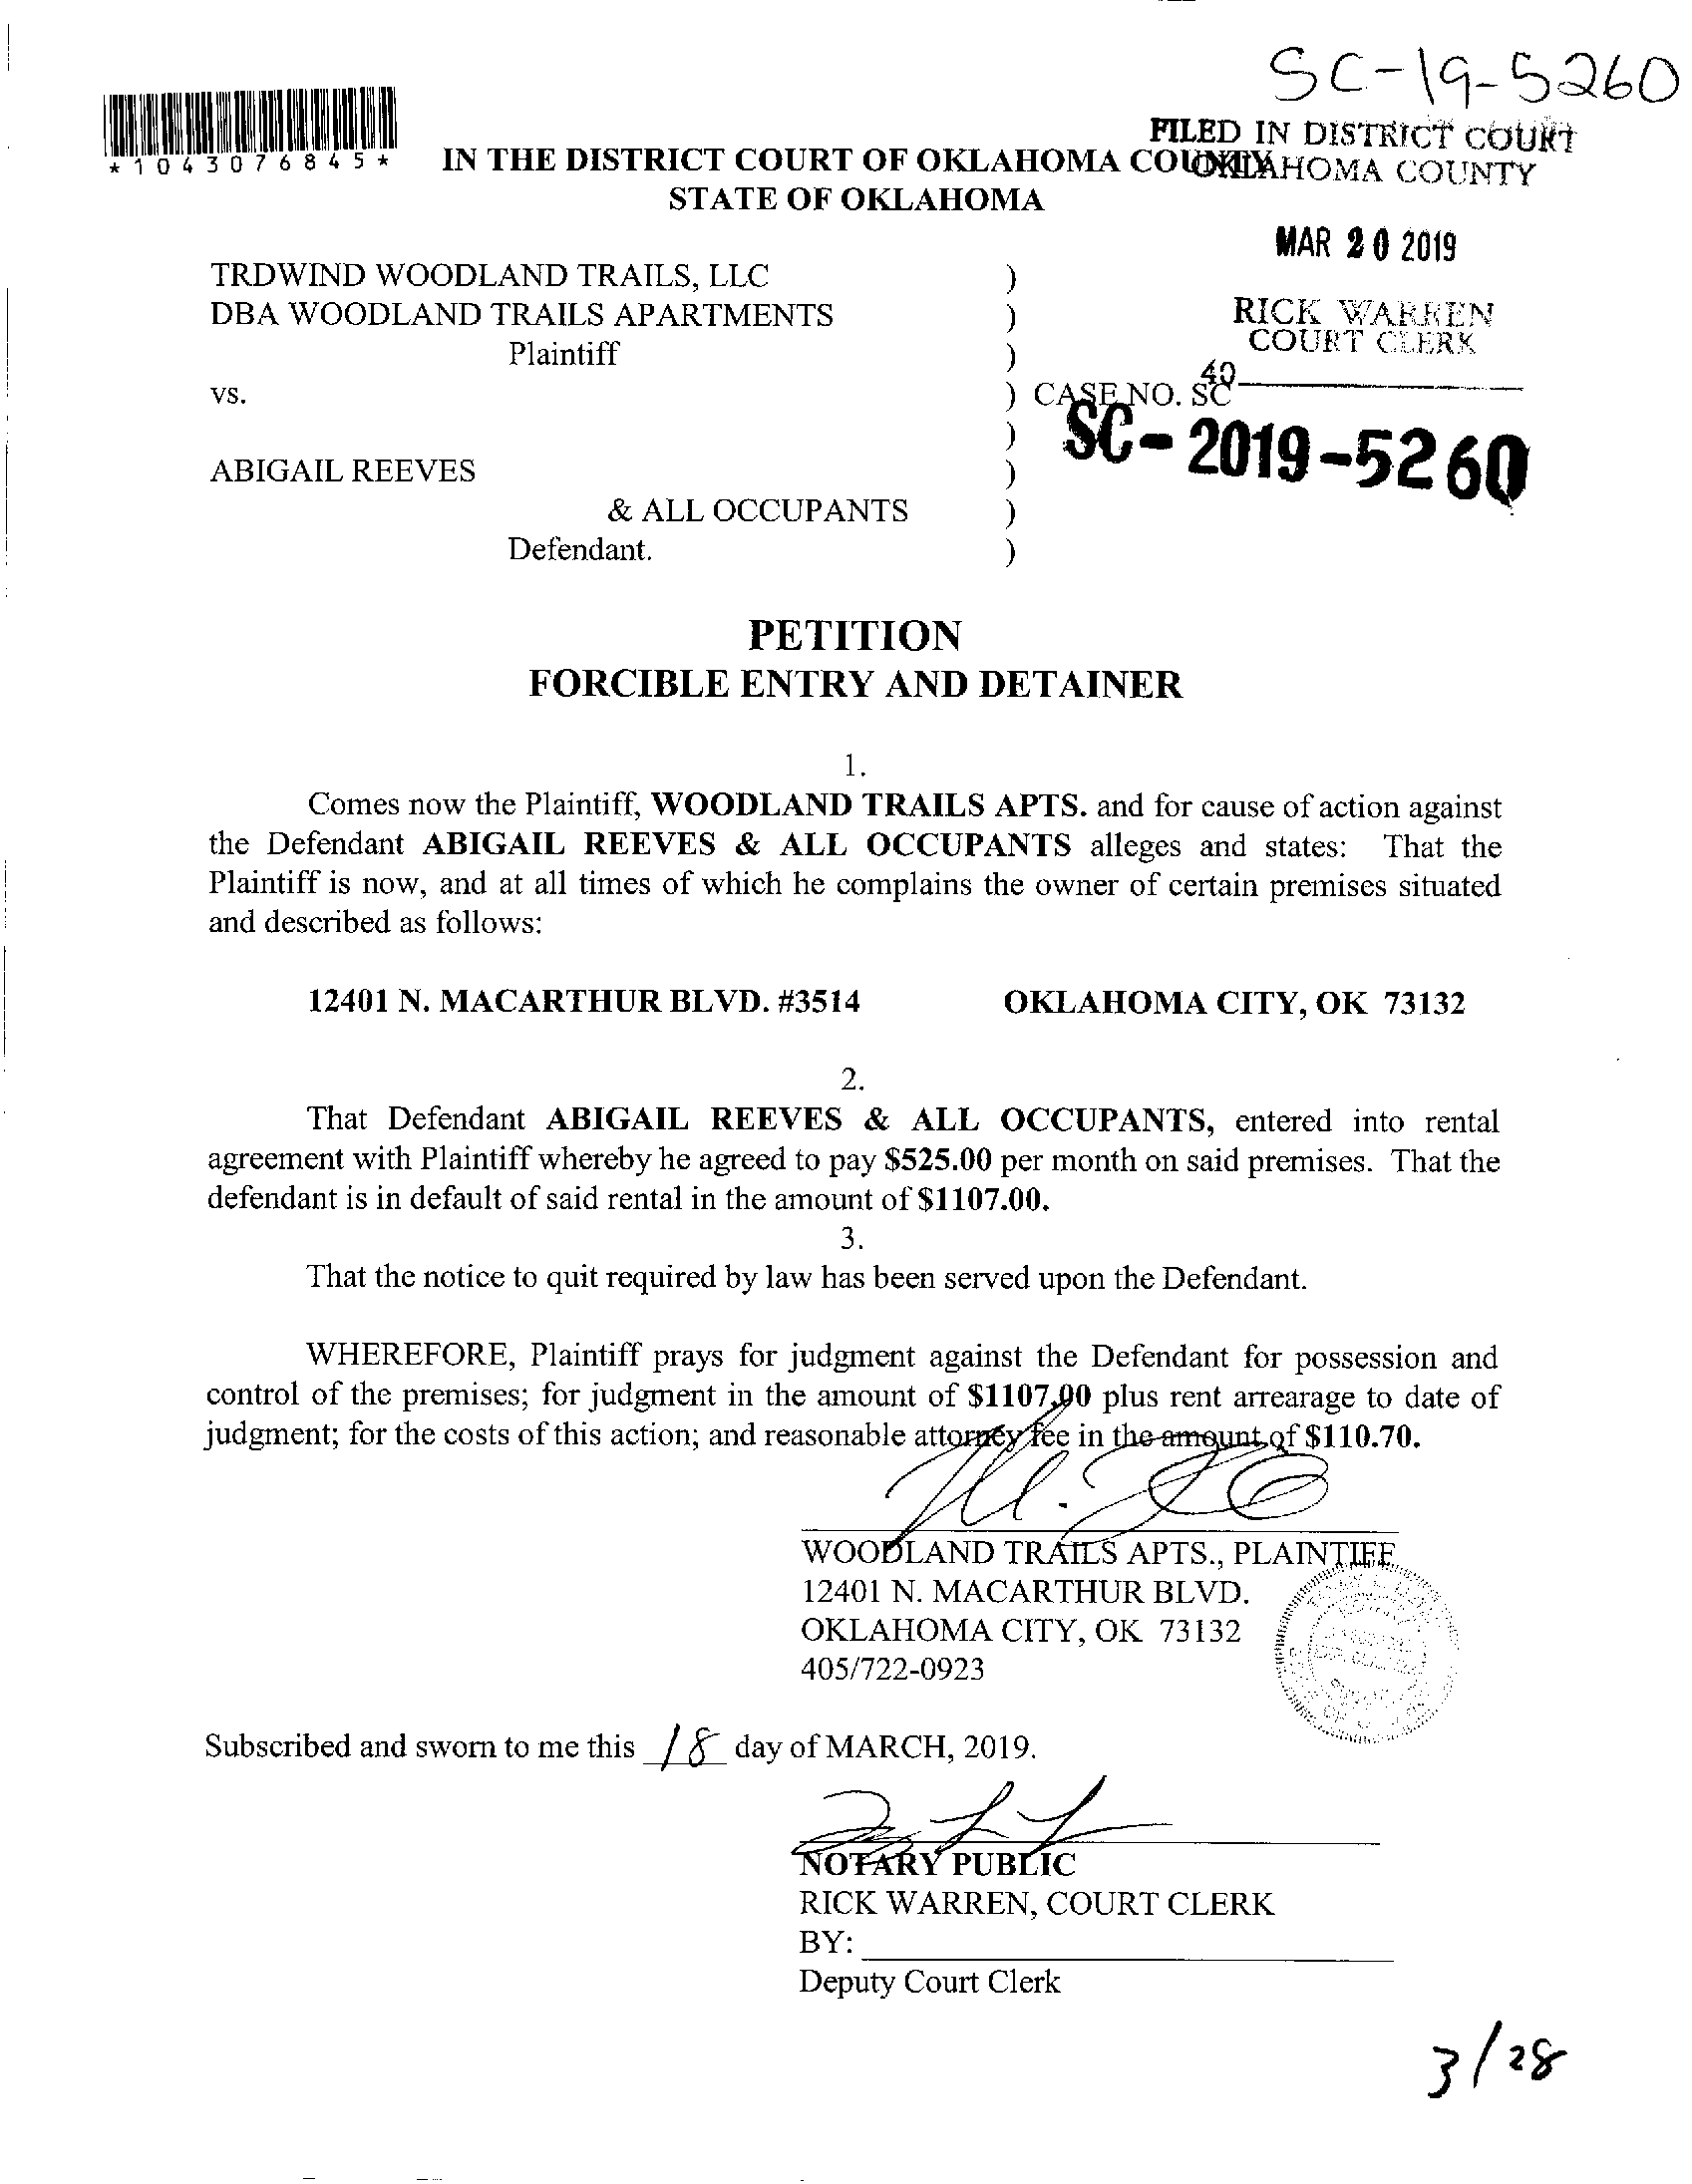 SC-19-5260
FILED IN DISTRICT COURT
OKLAHOMA COUNTY
*1043076845*
IN THE DISTRICT COURT OF OKLAHOMA COUNTY
STATE OF OKLAHOMA
MAR 20 2019
TRDWIND WOODLAND TRAILS, LLC )
DBA WOODLAND TRAILS APARTMENTS )
RICK WARREN
COURT CLERK
Plaintiff )
40
vs. ) CASE NO. SC
) SC-2019-5260
ABIGAIL REEVES )
& ALL OCCUPANTS )
Defendant. )
PETITION
FORCIBLE ENTRY AND DETAINER
1.
Comes now the Plaintiff, WOODLAND TRAILS APTS. and for cause of action against
the Defendant ABIGAIL REEVES & ALL OCCUPANTS alleges and states: That the
Plaintiff is now, and at all times of which he complains the owner of certain premises situated
and described as follows:
12401 N. MACARTHUR BLVD. #3514 OKLAHOMA CITY, OK 73132
2.
That Defendant ABIGAIL REEVES & ALL OCCUPANTS, entered into rental
agreement with Plaintiff whereby he agreed to pay $525.00 per month on said premises. That the
defendant is in default of said rental in the amount of $1107.00.
3.
That the notice to quit required by law has been served upon the Defendant.
WHEREFORE, Plaintiff prays for judgment against the Defendant for possession and
control of the premises; for judgment in the amount of $1107.00 plus rent arrearage to date of
judgment; for the costs of this action; and reasonable attorney fee in the amount of $110.70.
WOODLAND TRAILS APTS., PLAINTIFF
12401 N. MACARTHUR BLVD.
OKLAHOMA CITY, OK 73132
405/722-0923
Subscribed and sworn to me this 18 day of MARCH, 2019.
NOTARY PUBLIC
RICK WARREN, COURT CLERK
BY:
Deputy Court Clerk
3/28